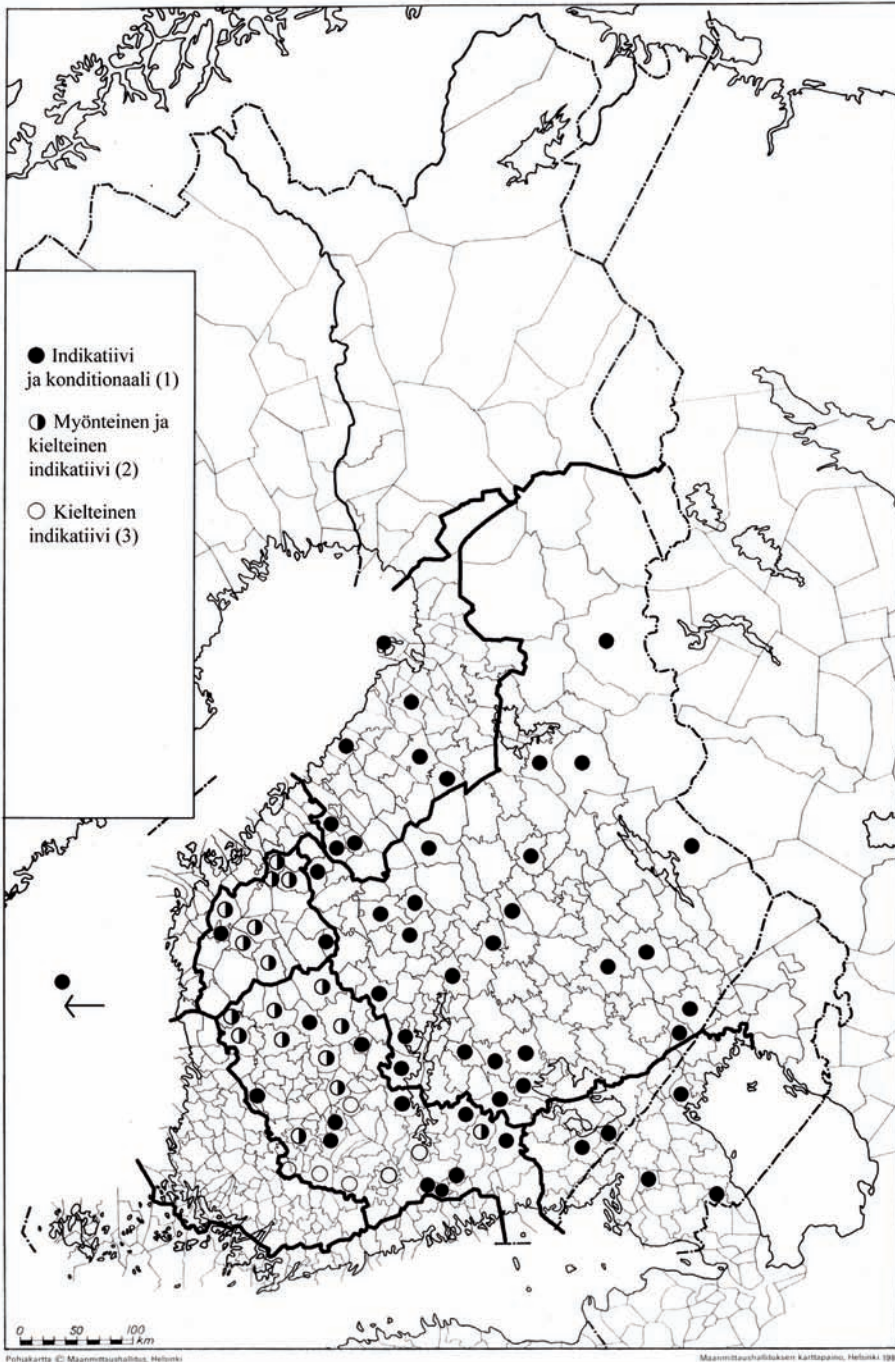 ● Indikatiivi
ja konditionaali (1)
◑ Myönteinen ja
kielteinen
indikatiivi (2)
○ Kielteinen
indikatiivi (3)
0 50 100
km
Pohjakartta © Maanmittaushallitus, Helsinki
Maanmittaushallituksen karttapaino, Helsinki